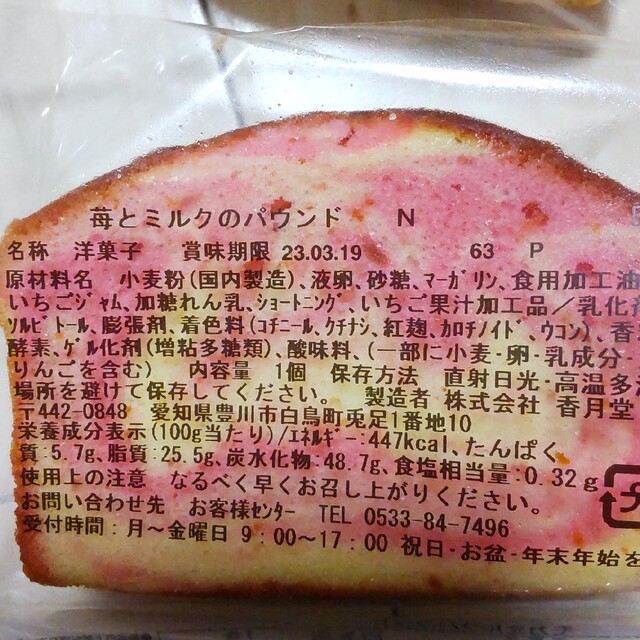 苺とミルクのパウンド N
名称 洋菓子 賞味期限 23.03.19 63 P
原材料名 小麦粉(国内製造)、液卵、砂糖、マーガリン、食用加工油
いちごジャム、加糖れん乳、ショートニング、いちご果汁加工品/乳化
ソルビトール、膨張剤、着色料(コチニール、クチナシ、紅麹、カロチノイド、ウコン)、香
酵素、ゲル化剤(増粘多糖類)、酸味料、(一部に小麦・卵・乳成分
りんごを含む) 内容量 1個 保存方法 直射日光・高温多
場所を避けて保存してください。 製造者 株式会社 香月堂
〒442-0848 愛知県豊川市白鳥町兎足1番地10
栄養成分表示(100g当たり)/エネルギー:447kcal、たんぱく
質:5.7g、脂質:25.5g、炭水化物:48.7g、食塩相当量:0.32g
使用上の注意 なるべく早くお召し上がりください。
お問い合わせ先 お客様センター TEL 0533-84-7496
受付時間:月～金曜日 9:00～17:00 祝日・お盆・年末年始を
プ